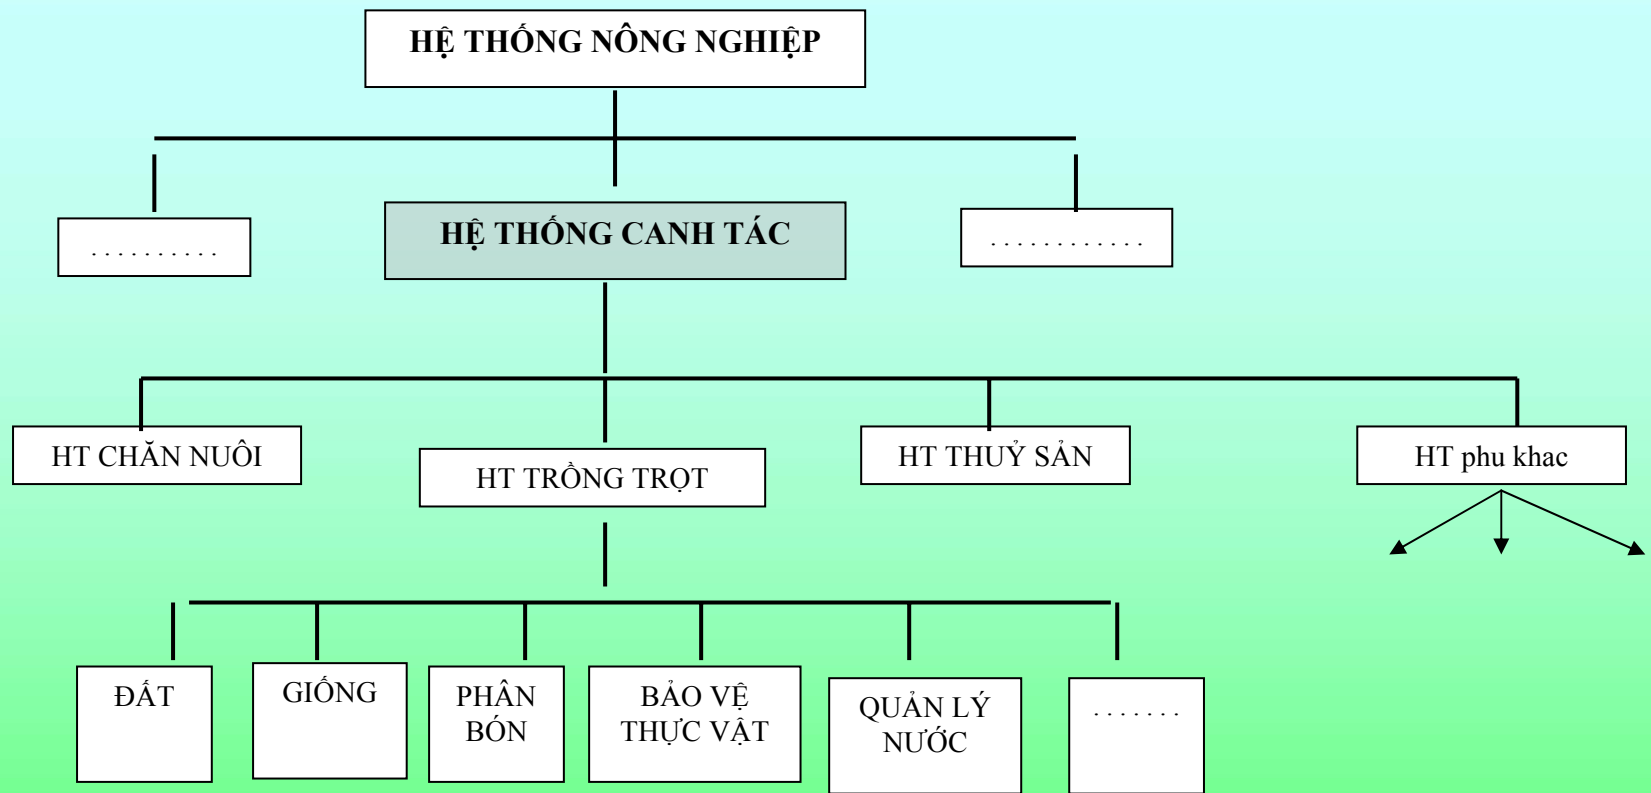 HỆ THỐNG NÔNG NGHIỆP
. . . . . . . . . .
HỆ THỐNG CANH TÁC
. . . . . . . . . . . .
HT CHĂN NUÔI
HT TRỒNG TRỌT
HT THUỶ SẢN
HT phu khac
ĐẤT
GIỐNG
PHÂN
BÓN
BẢO VỆ
THỰC VẬT
QUẢN LÝ
NƯỚC
. . . . . . .